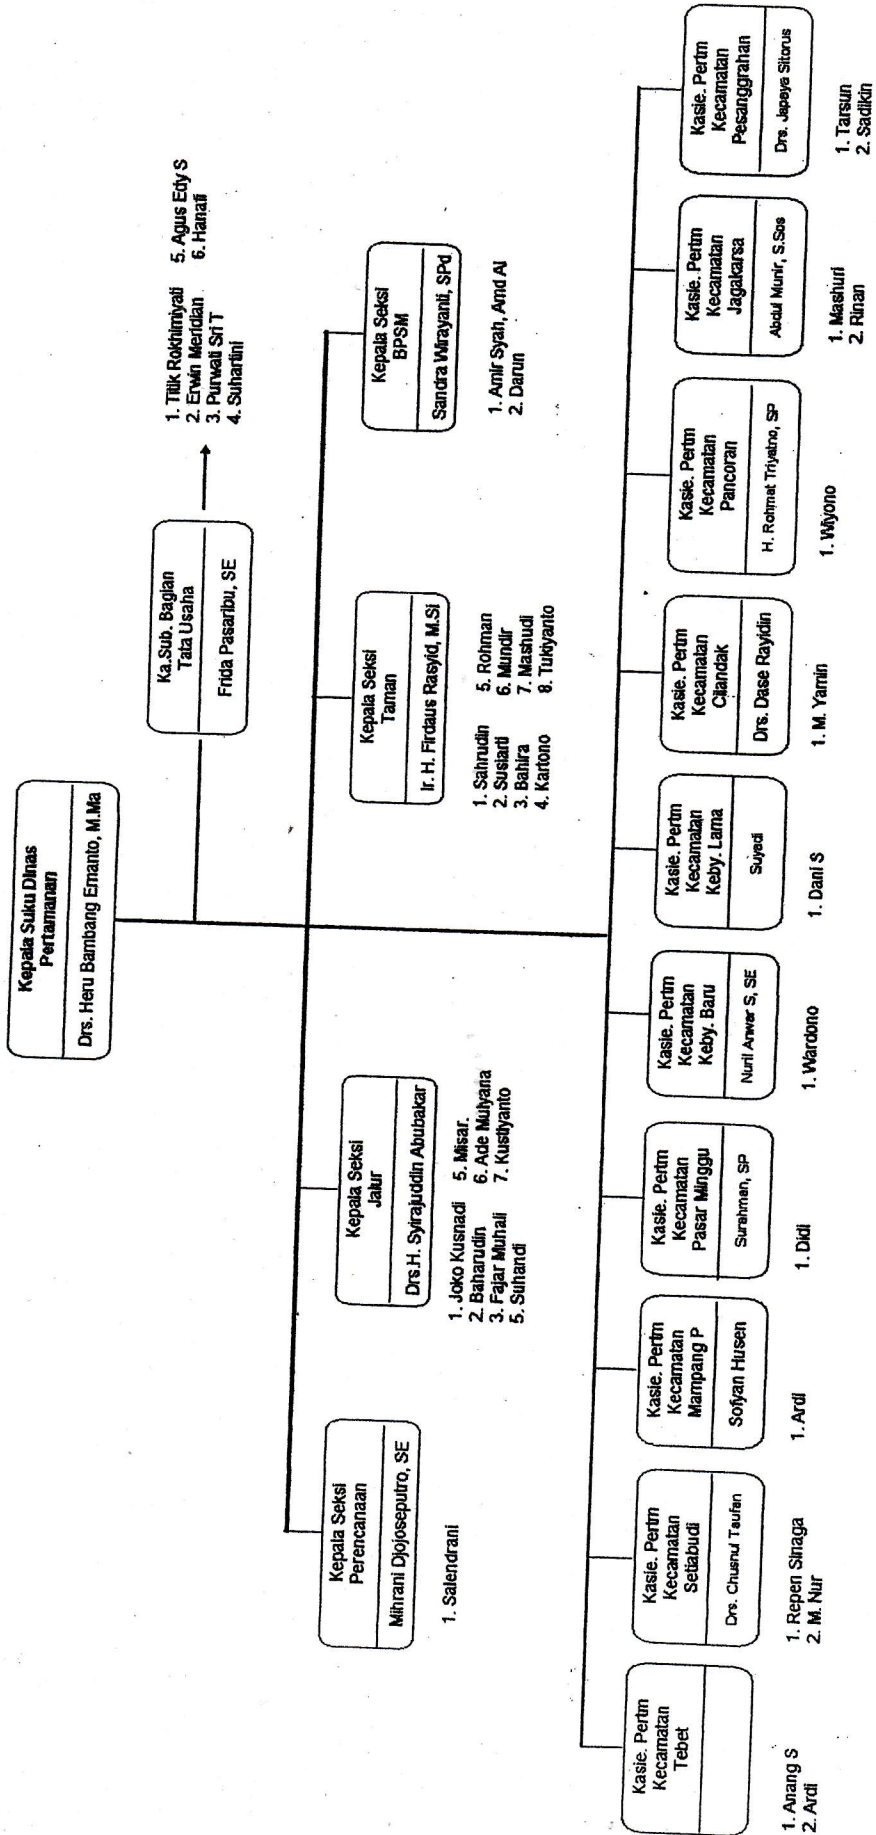 Kepala Suku Dinas
Pertamanan
Drs. Heru Bambang Ernanto, M.Ma
Ka.Sub. Bagian
Tata Usaha
Frida Pasaribu, SE
1. Titik Rokhimiyati
2. Erwin Meridian
3. Purwati Sri T
4. Suhartini
5. Agus Edy S
6. Hanafi
Kepala Seksi
Perencanaan
Mihrani Djojoseputro, SE
1. Salendrani
Kepala Seksi
Jalur
Drs.H. Syirajuddin Abubakar
1. Joko Kusnadi
2. Baharudin
3. Fajar Muhali
5. Suhandi
5. Misar.
6. Ade Mulyana
7. Kustiyanto
Kepala Seksi
Taman
Ir. H. Firdaus Rasyid, M.Si
1. Sahrudin
2. Susiarti
3. Bahira
4. Kartono
5. Rohman
6. Mundir
7. Mashudi
8. Tukiyanto
Kepala Seksi
BPSM
Sandra Wirayanti, SPd
1. Amir Syah, Amd Al
2. Darun
Kasie. Pertm
Kecamatan
Tebet
1. Anang S
2. Ardi
Kasie. Pertm
Kecamatan
Setiabudi
Drs. Chusnul Taufan
1. Repen Sinaga
2. M. Nur
Kasie. Pertm
Kecamatan
Mampang P
Sofyan Husen
1. Ardi
Kasie. Pertm
Kecamatan
Pasar Minggu
Surahman, SP
1. Didi
Kasie. Pertm
Kecamatan
Keby. Baru
Nuril Anwar S, SE
1. Wardono
Kasie. Pertm
Kecamatan
Keby. Lama
Suyadi
1. Dani S
Kasie. Pertm
Kecamatan
Cilandak
Drs. Dase Rayidin
1. M. Yamin
Kasie. Pertm
Kecamatan
Pancoran
H. Rohmat Triyatno, SP
1. Wiyono
Kasie. Pertm
Kecamatan
Jagakarsa
Abdul Munir, S.Sos
1. Mashuri
2. Rinan
Kasie. Pertm
Kecamatan
Pesanggrahan
Drs. Japaya Sitorus
1. Tarsun
2. Sadikin